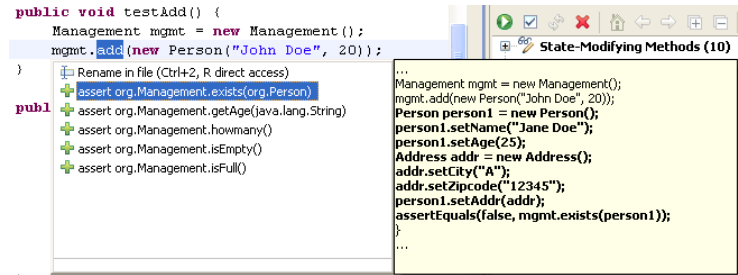 public void testAdd() {
Management mgmt = new Management();
mgmt.add(new Person("John Doe", 20));
}
publ
State-Modifying Methods (10)
Rename in file (Ctrl+2, R direct access)
assert org.Management.exists(org.Person)
assert org.Management.getAge(java.lang.String)
assert org.Management.howmany()
assert org.Management.isEmpty()
assert org.Management.isFull()
...
Management mgmt = new Management();
mgmt.add(new Person("John Doe", 20));
Person person1 = new Person();
person1.setName("Jane Doe");
person1.setAge(25);
Address addr = new Address();
addr.setCity("A");
addr.setZipcode("12345");
person1.setAddr(addr);
assertEquals(false, mgmt.exists(person1));
}
...